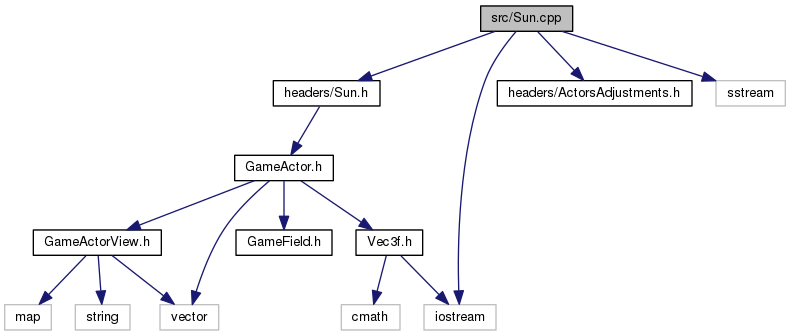 src/Sun.cpp
headers/Sun.h
headers/ActorsAdjustments.h
sstream
GameActor.h
GameActorView.h
GameField.h
Vec3f.h
map
string
vector
cmath
iostream